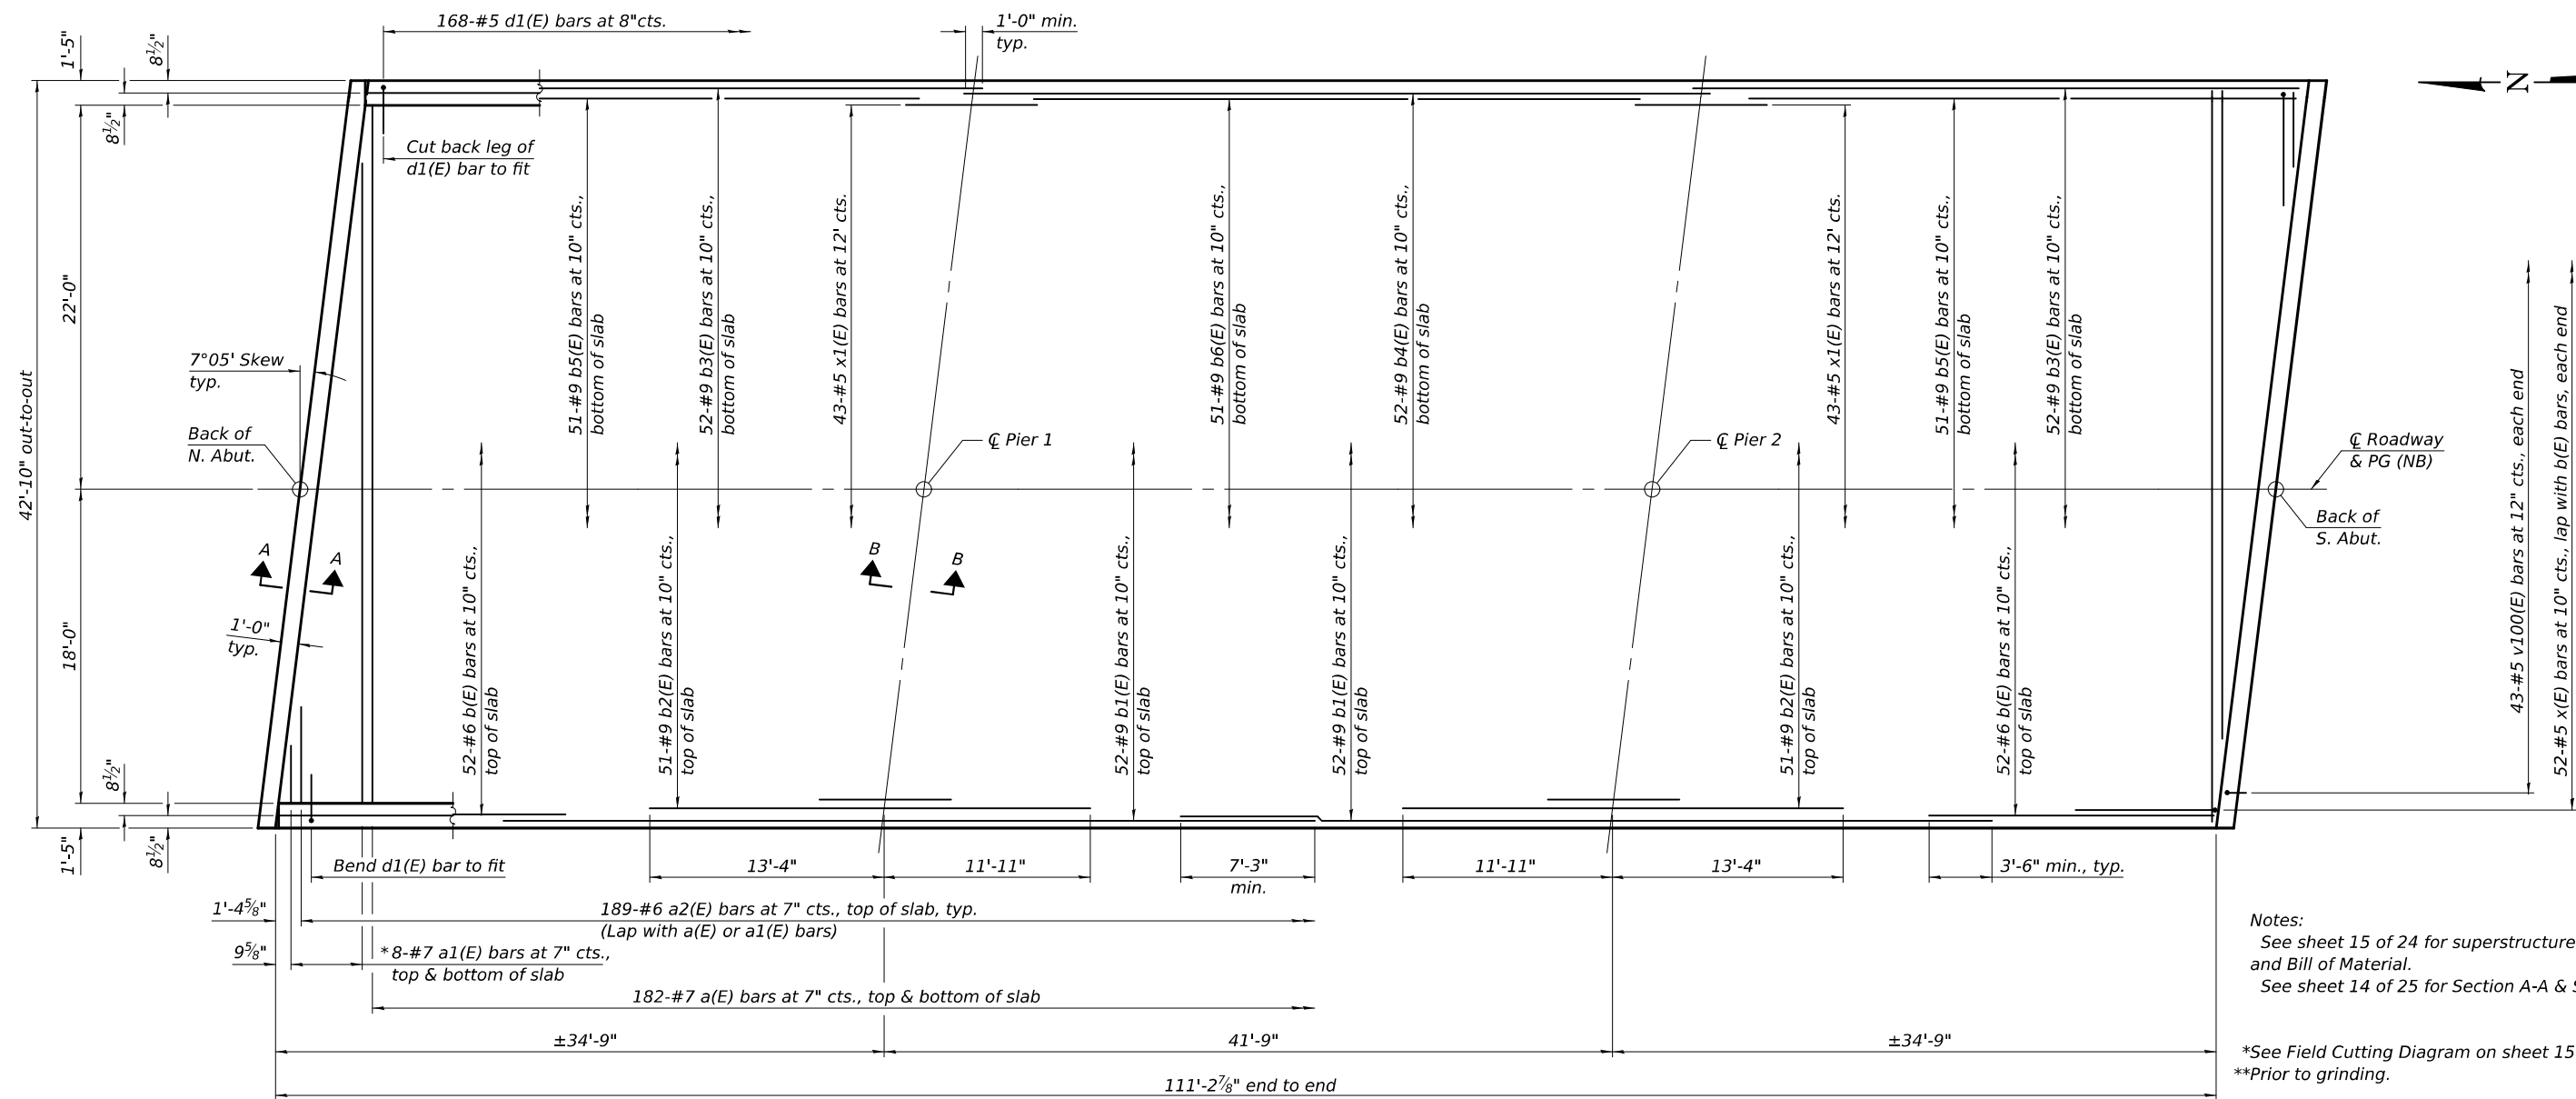 168-#5 d1(E) bars at 8"cts.
1'-0" min.
typ.
1'-5"
8½"
8½"
N
Cut back leg of
d1(E) bar to fit
42'-10" out-to-out
22'-0"
18'-0"
7°05' Skew
typ.
Back of
N. Abut.
51-#9 b5(E) bars at 10" cts.,
bottom of slab
52-#9 b3(E) bars at 10" cts.,
bottom of slab
43-#5 x1(E) bars at 12' cts.
51-#9 b6(E) bars at 10" cts.,
bottom of slab
52-#9 b4(E) bars at 10" cts.,
bottom of slab
43-#5 x1(E) bars at 12' cts.
51-#9 b5(E) bars at 10" cts.,
bottom of slab
52-#9 b3(E) bars at 10" cts.,
bottom of slab
℄ Pier 1
℄ Pier 2
℄ Roadway
& PG (NB)
Back of
S. Abut.
43-#5 v100(E) bars at 12" cts., each end
52-#5 x(E) bars at 10" cts. lap with b(E) bars, each end
A
A
B
B
1'-0"
typ.
52-#6 b(E) bars at 10" cts.,
top of slab
51-#9 b2(E) bars at 10" cts.,
top of slab
52-#9 b1(E) bars at 10" cts.,
top of slab
52-#9 b1(E) bars at 10" cts.,
top of slab
51-#9 b2(E) bars at 10" cts.,
top of slab
52-#6 b(E) bars at 10" cts.,
top of slab
8½"
1'-5"
8½"
Bend d1(E) bar to fit
13'-4"
11'-11"
7'-3"
min.
11'-11"
13'-4"
3'-6" min., typ.
1'-4⅝"
189-#6 a2(E) bars at 7" cts., top of slab, typ.
(Lap with a(E) or a1(E) bars)
9⅝"
*8-#7 a1(E) bars at 7" cts.,
top & bottom of slab
182-#7 a(E) bars at 7" cts., top & bottom of slab
±34'-9"
41'-9"
±34'-9"
111'-2⅞" end to end
Notes:
See sheet 15 of 24 for superstructure
and Bill of Material.
See sheet 14 of 25 for Section A-A & S
*See Field Cutting Diagram on sheet 15
**Prior to grinding.